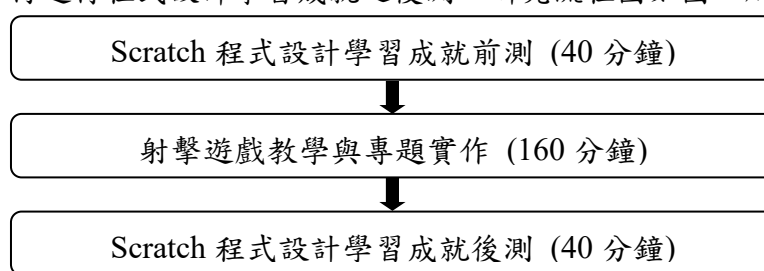 Scratch 程式設計學習成就前測 (40 分鐘)
射擊遊戲教學與專題實作 (160 分鐘)
Scratch 程式設計學習成就後測 (40 分鐘)